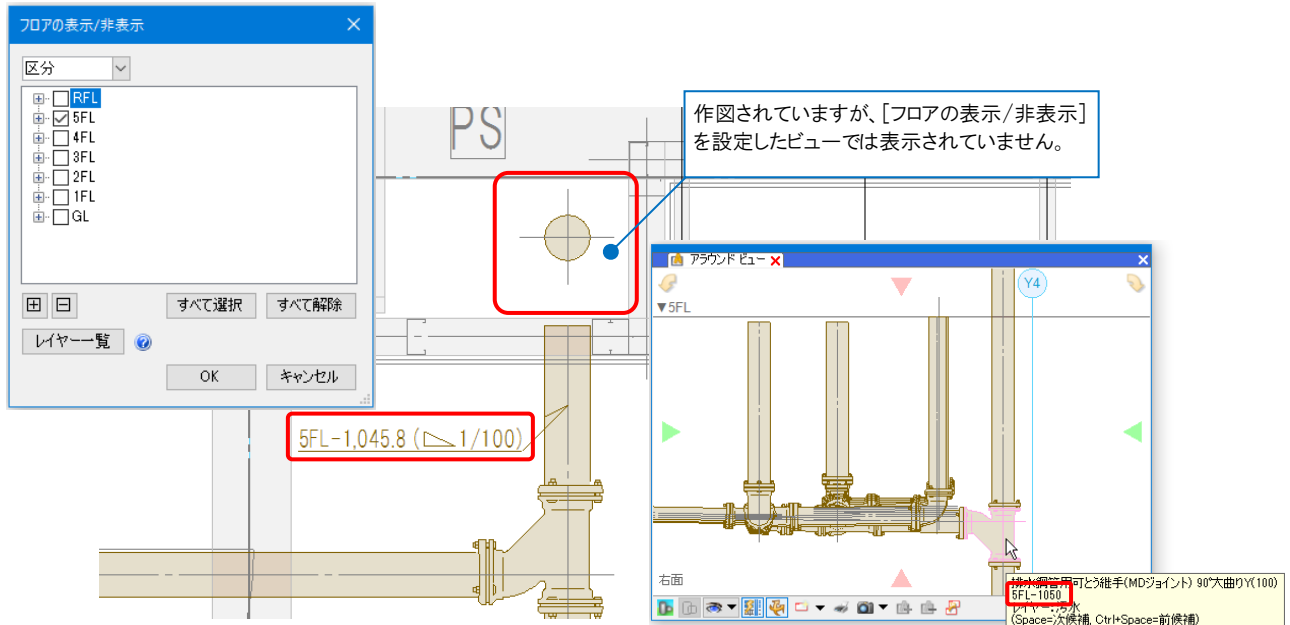 フロアの表示/非表示
区分
RFL
5FL
4FL
3FL
2FL
1FL
GL
すべて選択 すべて解除
レイヤー一覧
OK キャンセル
PS
作図されていますが、[フロアの表示/非表示]
を設定したビューでは表示されていません。
5FL-1,045.8 (1/100)
アラウンド ビュー
Y4
▼5FL
右面
排水鋼管用可とう継手(MDジョイント) 90°大曲りY(100)
5FL-1050
レイヤー:汚水
(Space=次候補, Ctrl+Space=前候補)